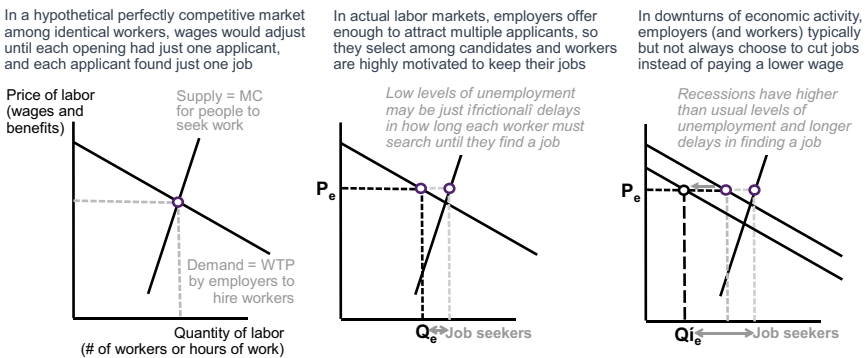 In a hypothetical perfectly competitive market
among identical workers, wages would adjust
until each opening had just one applicant,
and each applicant found just one job
Price of labor
(wages and
benefits)
Supply = MC
for people to
seek work
Demand = WTP
by employers to
hire workers
Quantity of labor
(# of workers or hours of work)
In actual labor markets, employers offer
enough to attract multiple applicants, so
they select among candidates and workers
are highly motivated to keep their jobs
Low levels of unemployment
may be just ìfrictionalî delays
in how long each worker must
search until they find a job
Pe
Qe
Job seekers
In downturns of economic activity,
employers (and workers) typically
but not always choose to cut jobs
instead of paying a lower wage
Recessions have higher
than usual levels of
unemployment and longer
delays in finding a job
Pe
Qíe
Job seekers